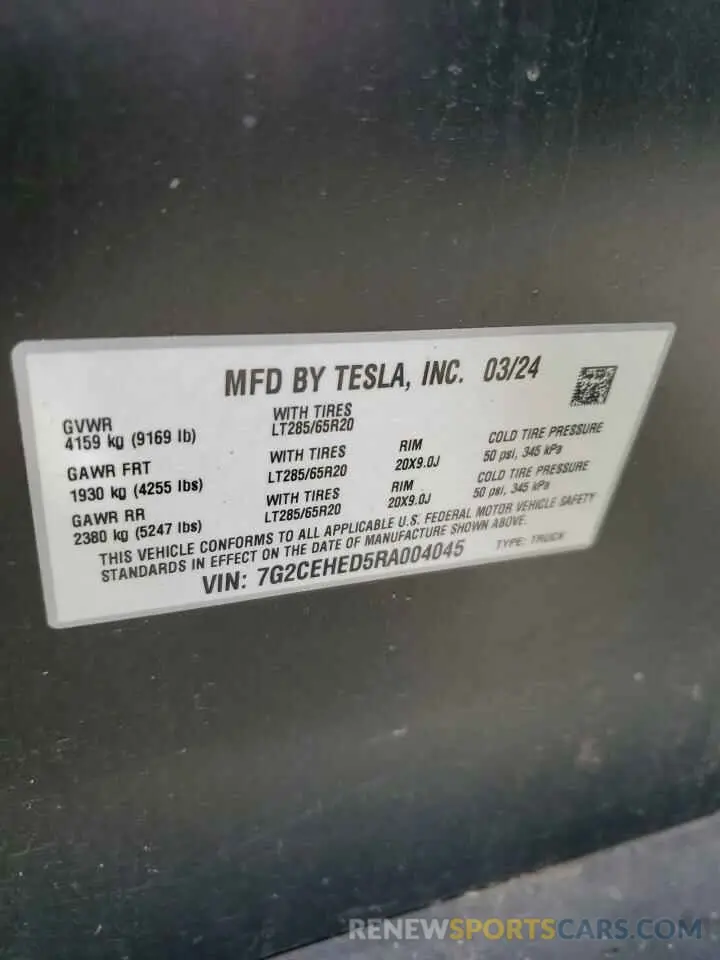 MFD BY TESLA, INC. 03/24
GVWR
4159 kg (9169 lb)
WITH TIRES
LT285/65R20
GAWR FRT
1930 kg (4255 lbs)
WITH TIRES
LT285/65R20
RIM
20X9.0J
COLD TIRE PRESSURE
50 psi, 345 kPa
GAWR RR
2380 kg (5247 lbs)
WITH TIRES
LT285/65R20
RIM
20X9.0J
COLD TIRE PRESSURE
50 psi, 345 kPa
THIS VEHICLE CONFORMS TO ALL APPLICABLE U.S. FEDERAL MOTOR VEHICLE SAFETY
STANDARDS IN EFFECT ON THE DATE OF MANUFACTURE SHOWN ABOVE.
VIN: 7G2CEHED5RA004045 TYPE: TRUCK
RENEWSPORTSCARS.COM